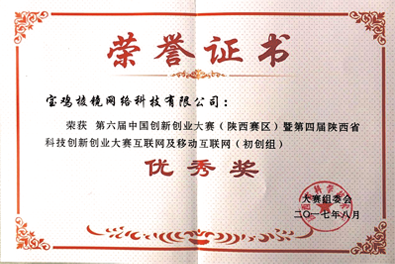 荣誉证书
宝鸡梭镜网络科技有限公司：
荣获 第六届中国创新创业大赛（陕西赛区）暨第四届陕西省
科技创新创业大赛互联网及移动互联网（初创组）
优秀奖
大赛组委会
二〇一七年八月